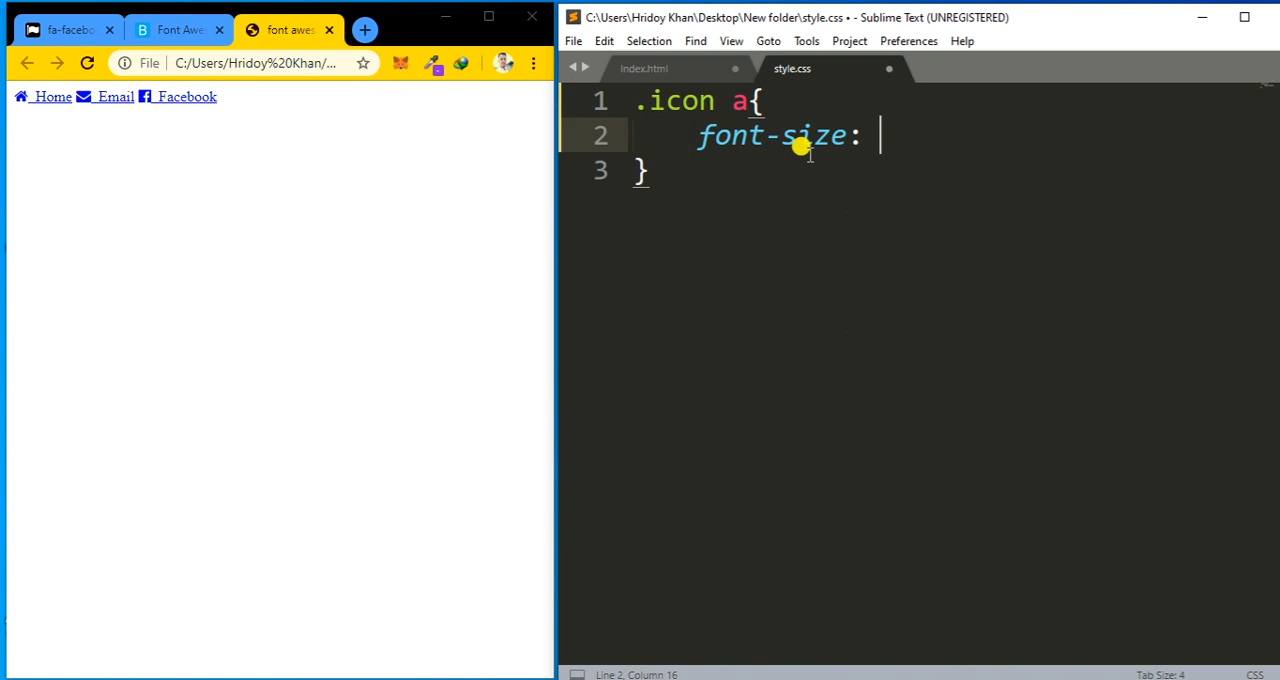 fa-facebo
Font Awe
font awes
File C:/Users/Hridoy%20Khan/...
Home Email Facebook
C:\Users\Hridoy Khan\Desktop\New folder\style.css • - Sublime Text (UNREGISTERED)
File Edit Selection Find View Goto Tools Project Preferences Help
Index.html
style.css
1 .icon a{
2 font-size:
3 }
Line 2, Column 16
Tab Size: 4
CSS